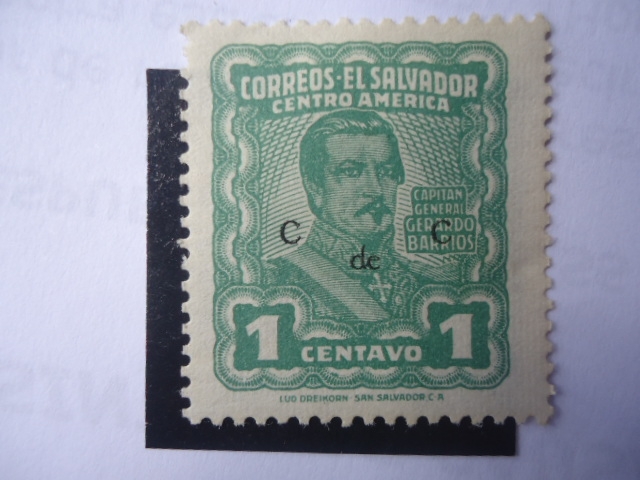 CORREOS·EL SALVADOR
CENTRO AMERICA
CAPITAN
GENERAL
GERARDO
BARRIOS
C C
de
1 CENTAVO 1
LUD DREIKORN - SAN SALVADOR, C. A.